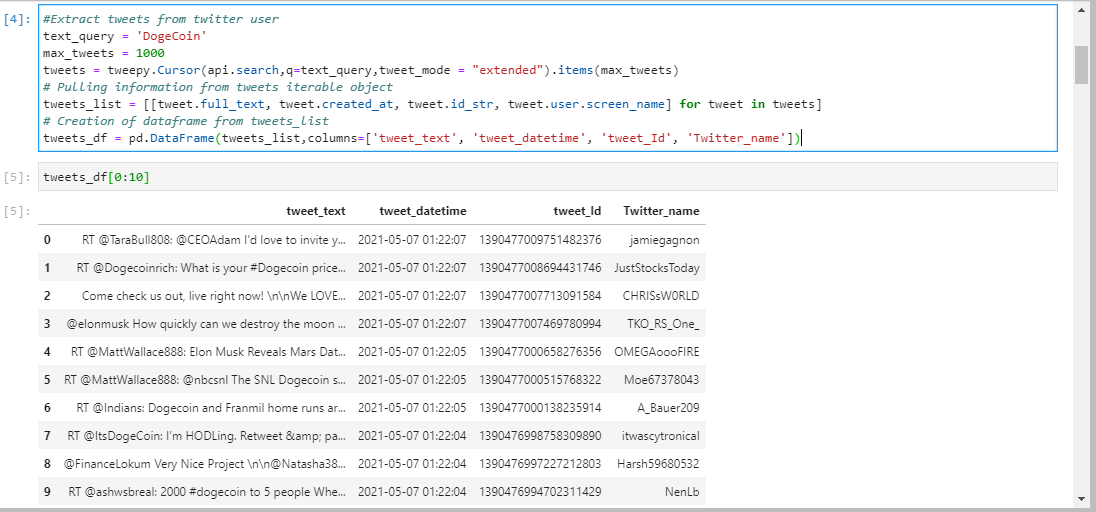 [4]: #Extract tweets from twitter user
text_query = 'DogeCoin'
max_tweets = 1000
tweets = tweepy.Cursor(api.search,q=text_query,tweet_mode = "extended").items(max_tweets)
# Pulling information from tweets iterable object
tweets_list = [[tweet.full_text, tweet.created_at, tweet.id_str, tweet.user.screen_name] for tweet in tweets]
# Creation of dataframe from tweets_list
tweets_df = pd.DataFrame(tweets_list,columns=['tweet_text', 'tweet_datetime', 'tweet_Id', 'Twitter_name'])
[5]: tweets_df[0:10]
[5]: tweet_text tweet_datetime tweet_Id Twitter_name
0 RT @TaraBull808: @CEOAdam I'd love to invite y... 2021-05-07 01:22:07 1390477009751482376 jamiegagnon
1 RT @Dogecoinrich: What is your #Dogecoin price... 2021-05-07 01:22:07 1390477008694431746 JustStocksToday
2 Come check us out, live right now! \n\nWe LOVE... 2021-05-07 01:22:07 1390477007713091584 CHRISsW0RLD
3 @elonmusk How quickly can we destroy the moon ... 2021-05-07 01:22:07 1390477007469780994 TKO_RS_One_
4 RT @MattWallace888: Elon Musk Reveals Mars Dat... 2021-05-07 01:22:05 1390477000658276356 OMEGAoooFIRE
5 RT @MattWallace888: @nbcsnl The SNL Dogecoin s... 2021-05-07 01:22:05 1390477000515768322 Moe67378043
6 RT @Indians: Dogecoin and Franmil home runs ar... 2021-05-07 01:22:05 1390477000138235914 A_Bauer209
7 RT @ItsDogeCoin: I’m HODLing. Retweet &amp; pa... 2021-05-07 01:22:04 1390476998758309890 itwascytronical
8 @FinanceLokum Very Nice Project \n\n@Natasha38... 2021-05-07 01:22:04 1390476997227212803 Harsh59680532
9 RT @ashwsbreal: 2000 #dogecoin to 5 people Whe... 2021-05-07 01:22:04 1390476994702311429 NenLb